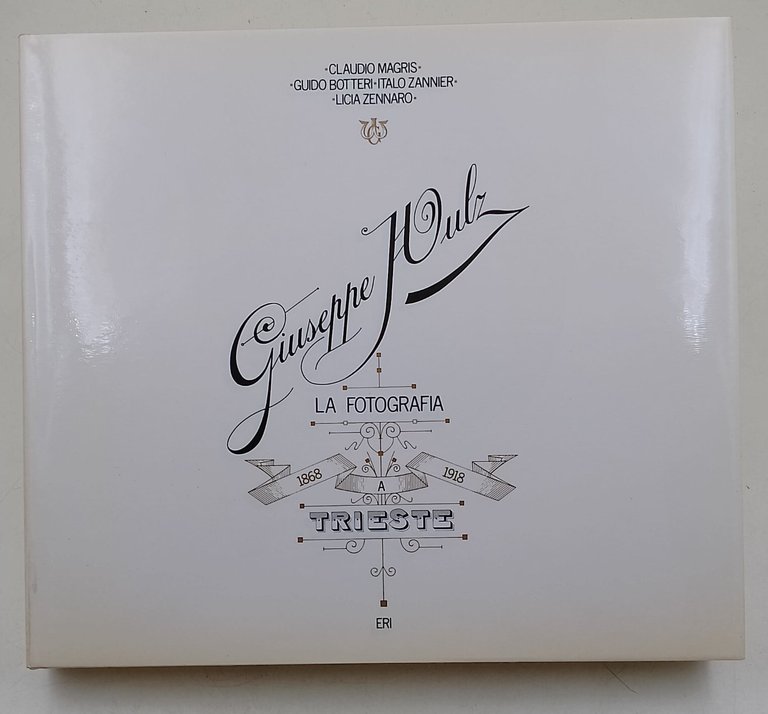 •CLAUDIO MAGRIS•
•GUIDO BOTTERI•ITALO ZANNIER•
•LICIA ZENNARO•
Giuseppe Wulz
LA FOTOGRAFIA
1868 A 1918
TRIESTE
ERI